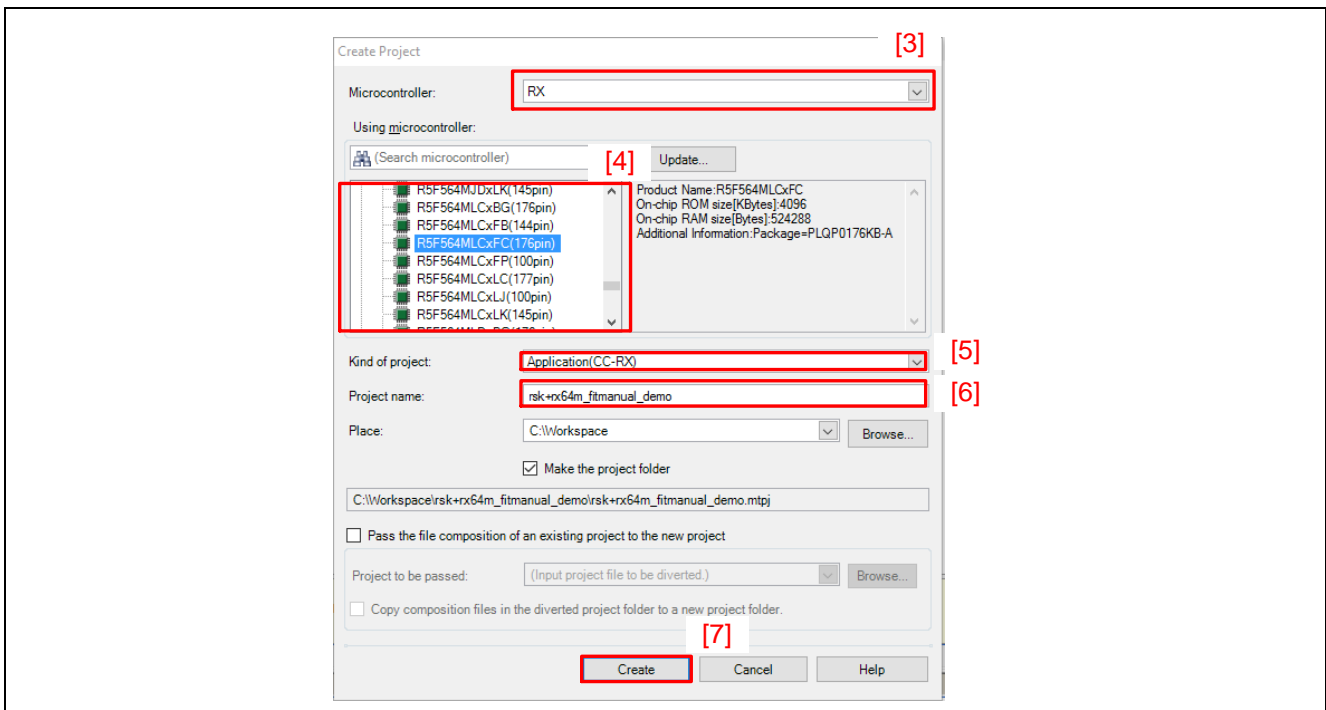 [3]
Create Project
Microcontroller:
RX
Using microcontroller:
(Search microcontroller)
[4]
Update...
R5F564MJDxLK(145pin)
R5F564MLCxBG(176pin)
R5F564MLCxFB(144pin)
R5F564MLCxFC(176pin)
R5F564MLCxFP(100pin)
R5F564MLCxLC(177pin)
R5F564MLCxLJ(100pin)
R5F564MLCxLK(145pin)
Product Name:R5F564MLCxFC
On-chip ROM size[KBytes]:4096
On-chip RAM size[Bytes]:524288
Additional Information:Package=PLQP0176KB-A
Kind of project:
Application(CC-RX)
[5]
Project name:
rsk+rx64m_fitmanual_demo
[6]
Place:
C:\Workspace
Browse...
Make the project folder
C:\Workspace\rsk+rx64m_fitmanual_demo\rsk+rx64m_fitmanual_demo.mtpj
Pass the file composition of an existing project to the new project
Project to be passed:
(Input project file to be diverted.)
Browse...
Copy composition files in the diverted project folder to a new project folder.
[7]
Create
Cancel
Help